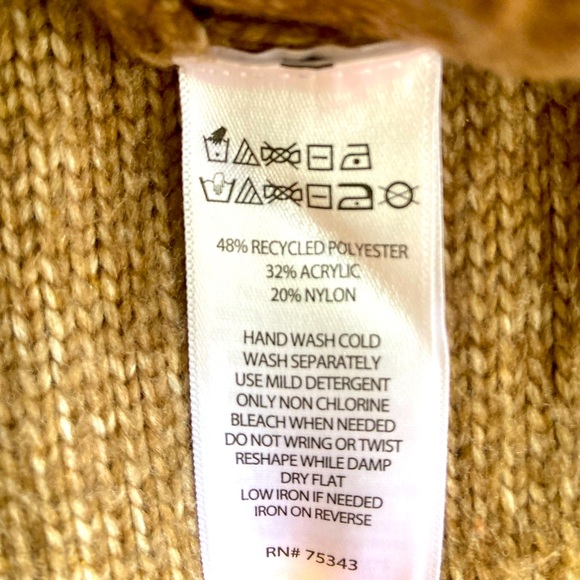 48% RECYCLED POLYESTER
32% ACRYLIC
20% NYLON
HAND WASH COLD
WASH SEPARATELY
USE MILD DETERGENT
ONLY NON CHLORINE
BLEACH WHEN NEEDED
DO NOT WRING OR TWIST
RESHAPE WHILE DAMP
DRY FLAT
LOW IRON IF NEEDED
IRON ON REVERSE
RN# 75343